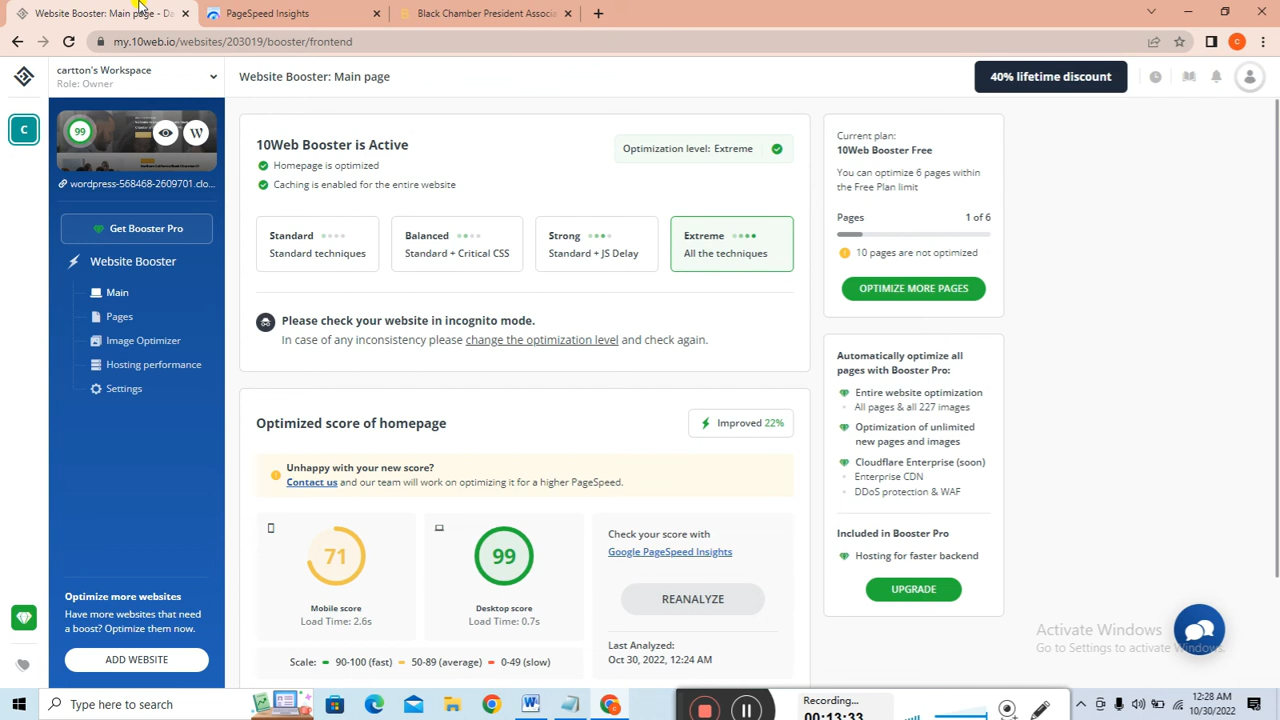 Website Booster: Main page - Da
PageSpeed Insights
Black Chamber President Associa
my.10web.io/websites/203019/booster/frontend
C
cartton's Workspace
Role: Owner
Website Booster: Main page
40% lifetime discount
C
99
W
wordpress-568468-2609701.clo...
Get Booster Pro
Website Booster
Main
Pages
Image Optimizer
Hosting performance
Settings
Optimize more websites
Have more websites that need
a boost? Optimize them now.
ADD WEBSITE
10Web Booster is Active
Optimization level: Extreme
Homepage is optimized
Caching is enabled for the entire website
Standard
Standard techniques
Balanced
Standard + Critical CSS
Strong
Standard + JS Delay
Extreme
All the techniques
Please check your website in incognito mode.
In case of any inconsistency please change the optimization level and check again.
Optimized score of homepage
Improved 22%
Unhappy with your new score?
Contact us and our team will work on optimizing it for a higher PageSpeed.
71
Mobile score
Load Time: 2.6s
99
Desktop score
Load Time: 0.7s
Check your score with
Google PageSpeed Insights
REANALYZE
Last Analyzed:
Oct 30, 2022, 12:24 AM
Scale: 90-100 (fast) 50-89 (average) 0-49 (slow)
Current plan:
10Web Booster Free
You can optimize 6 pages within
the Free Plan limit
Pages 1 of 6
10 pages are not optimized
OPTIMIZE MORE PAGES
Automatically optimize all
pages with Booster Pro:
Entire website optimization
All pages & all 227 images
Optimization of unlimited
new pages and images
Cloudflare Enterprise (soon)
Enterprise CDN
DDoS protection & WAF
Included in Booster Pro
Hosting for faster backend
UPGRADE
Activate Windows
Go to Settings to activate Windows.
Type here to search
Recording...
00:13:33
12:28 AM
10/30/2022